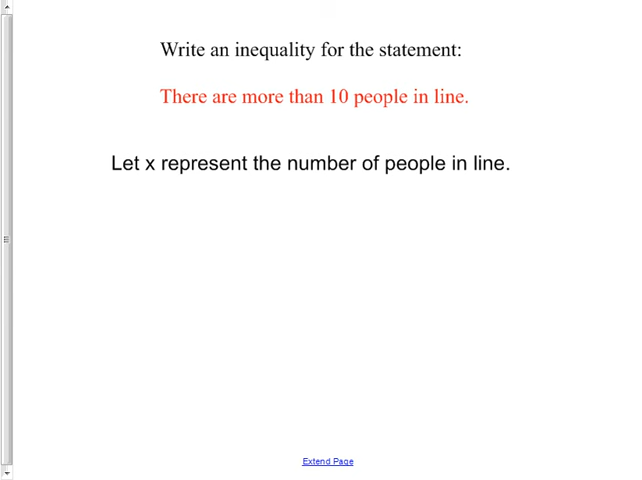 Write an inequality for the statement:
There are more than 10 people in line.
Let x represent the number of people in line.
Extend Page